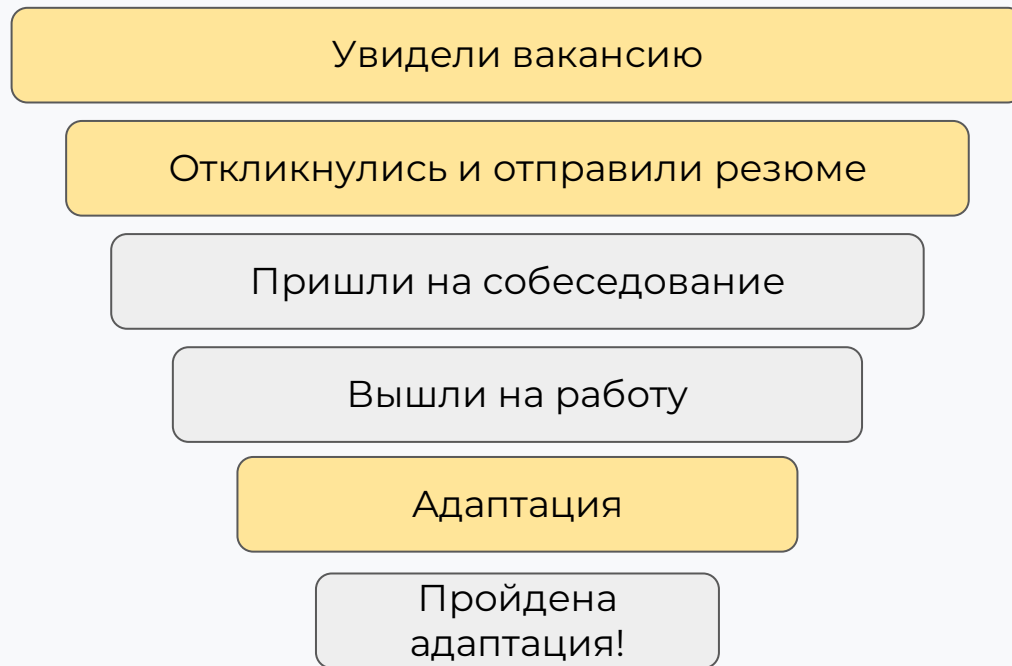 Увидели вакансию
Откликнулись и отправили резюме
Пришли на собеседование
Вышли на работу
Адаптация
Пройдена
адаптация!